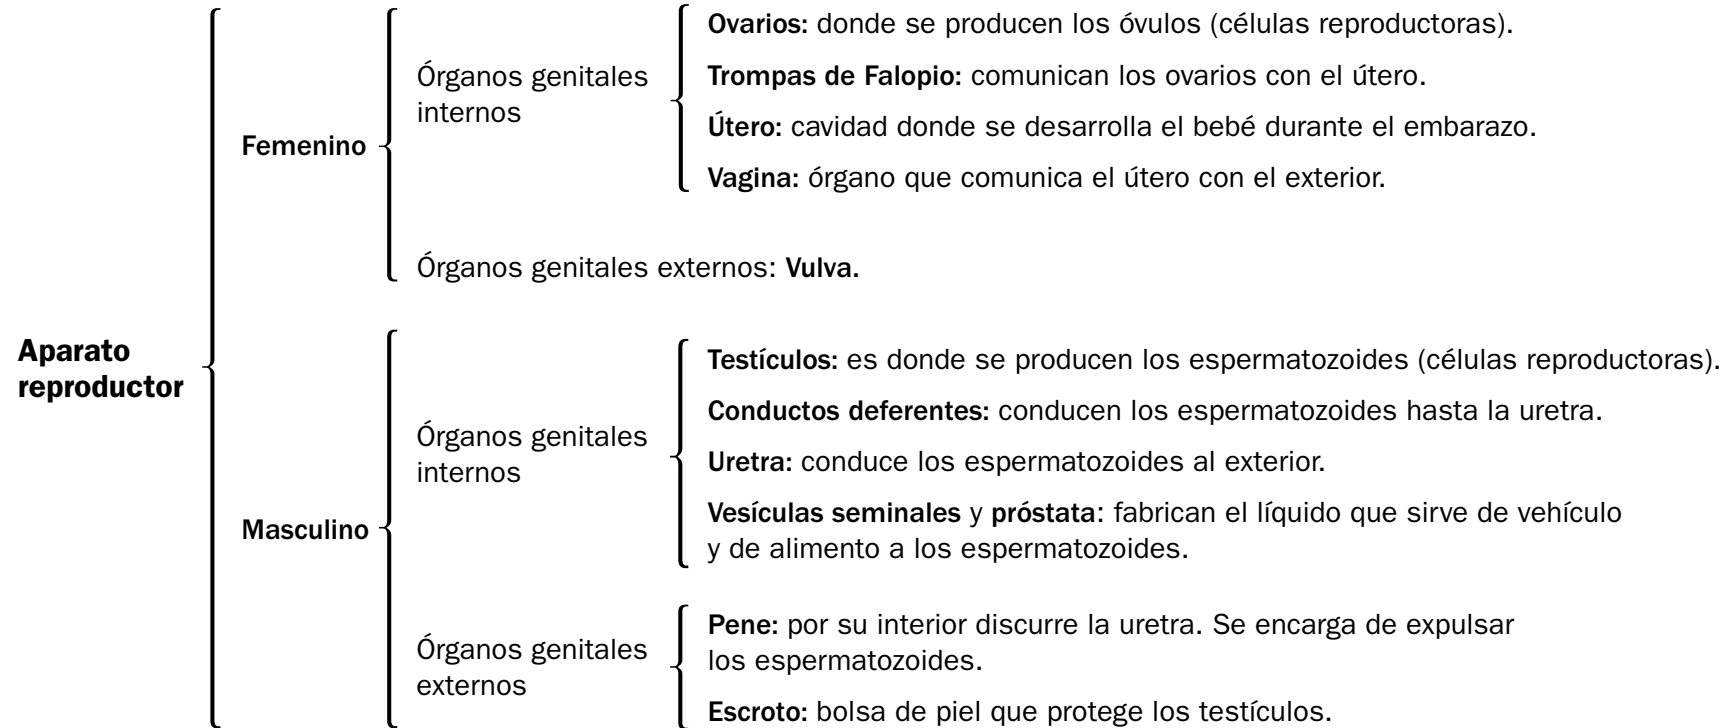 Aparato
reproductor
Femenino
Órganos genitales
internos
Ovarios: donde se producen los óvulos (células reproductoras).
Trompas de Falopio: comunican los ovarios con el útero.
Útero: cavidad donde se desarrolla el bebé durante el embarazo.
Vagina: órgano que comunica el útero con el exterior.
Órganos genitales externos: Vulva.
Masculino
Órganos genitales
internos
Testículos: es donde se producen los espermatozoides (células reproductoras).
Conductos deferentes: conducen los espermatozoides hasta la uretra.
Uretra: conduce los espermatozoides al exterior.
Vesículas seminales y próstata: fabrican el líquido que sirve de vehículo
y de alimento a los espermatozoides.
Órganos genitales
externos
Pene: por su interior discurre la uretra. Se encarga de expulsar
los espermatozoides.
Escroto: bolsa de piel que protege los testículos.